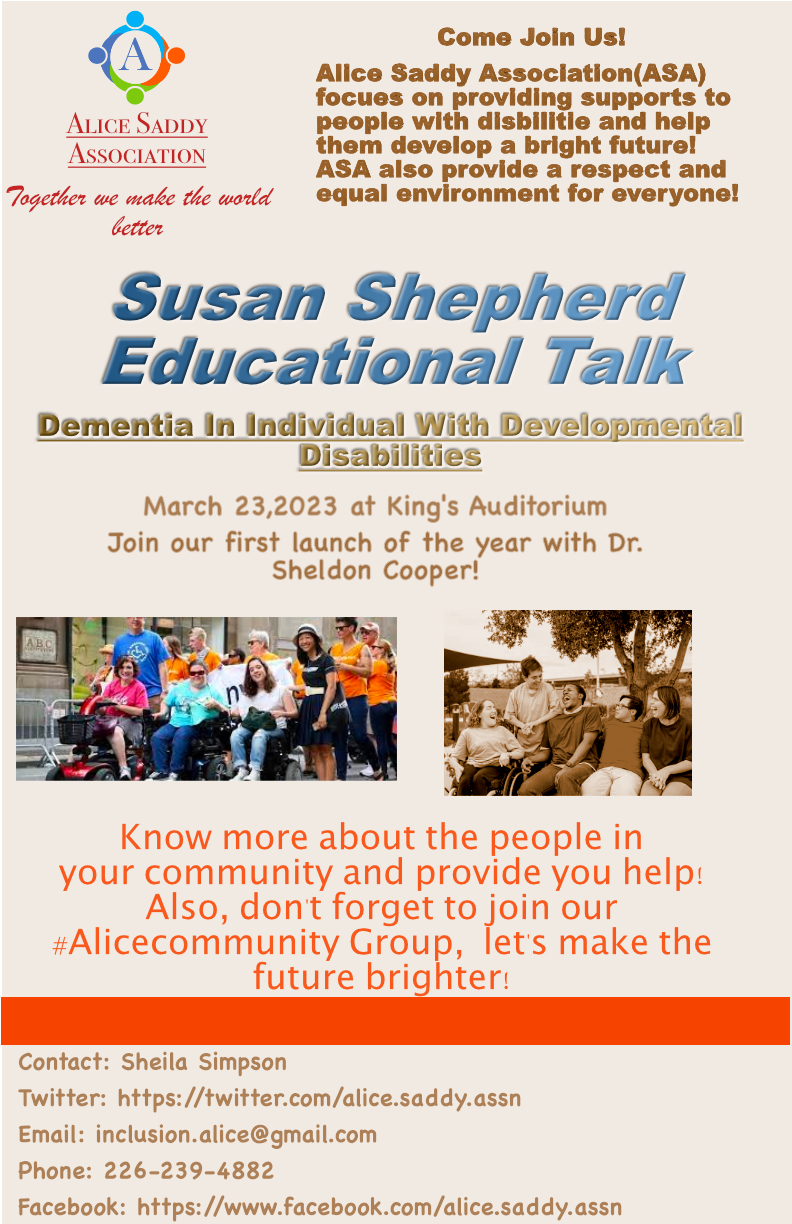 A
ALICE SADDY
ASSOCIATION
Together we make the world
better
Come Join Us!
Alice Saddy Association(ASA)
focues on providing supports to
people with disbilitie and help
them develop a bright future!
ASA also provide a respect and
equal environment for everyone!
Susan Shepherd
Educational Talk
Dementia In Individual With Developmental
Disabilities
March 23,2023 at King's Auditorium
Join our first launch of the year with Dr.
Sheldon Cooper!
ABC
Know more about the people in
your community and provide you help!
Also, don't forget to join our
#Alicecommunity Group, let's make the
future brighter!
Contact: Sheila Simpson
Twitter: https://twitter.com/alice.saddy.assn
Email: inclusion.alice@gmail.com
Phone: 226-239-4882
Facebook: https://www.facebook.com/alice.saddy.assn